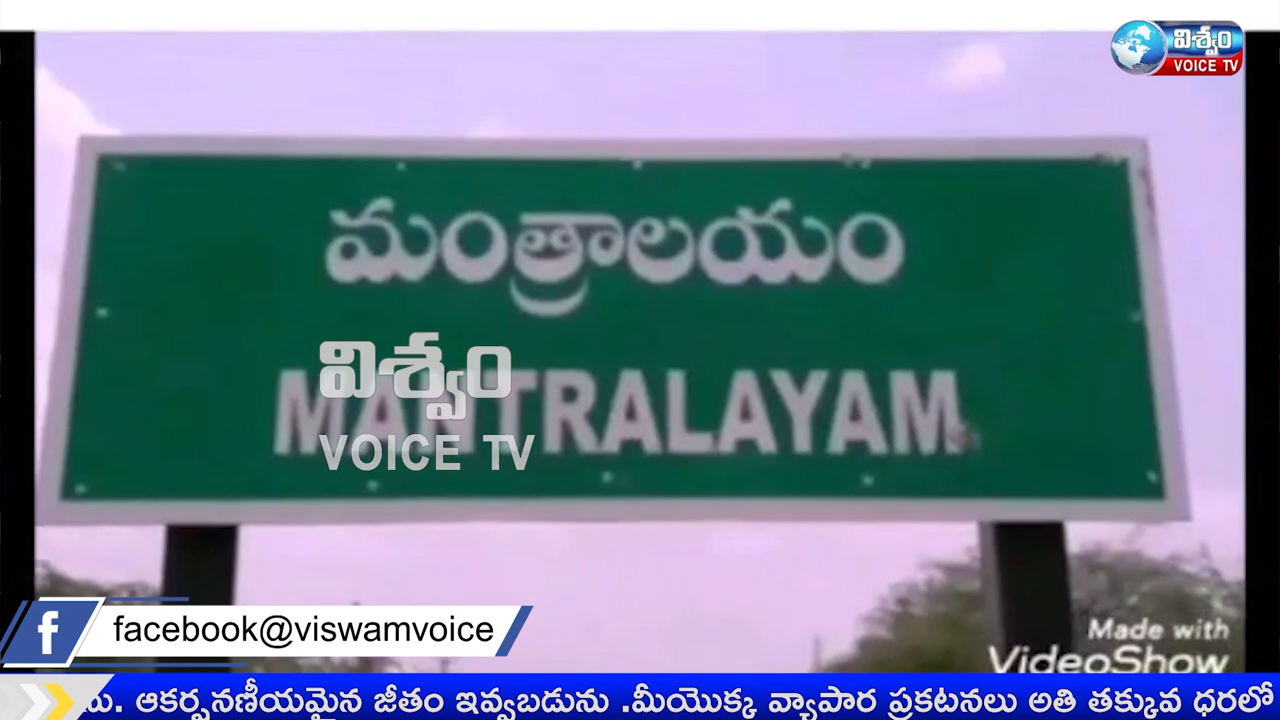 విశ్వం
VOICE TV
మంత్రాలయం
MANTRALAYAM
విశ్వం
VOICE TV
facebook@viswamvoice
Made with
VideoShow
ను. ఆకర్షనణీయమైన జీతం ఇవ్వబడును .మీయొక్క వ్యాపార ప్రకటనలు అతి తక్కువ ధరలో